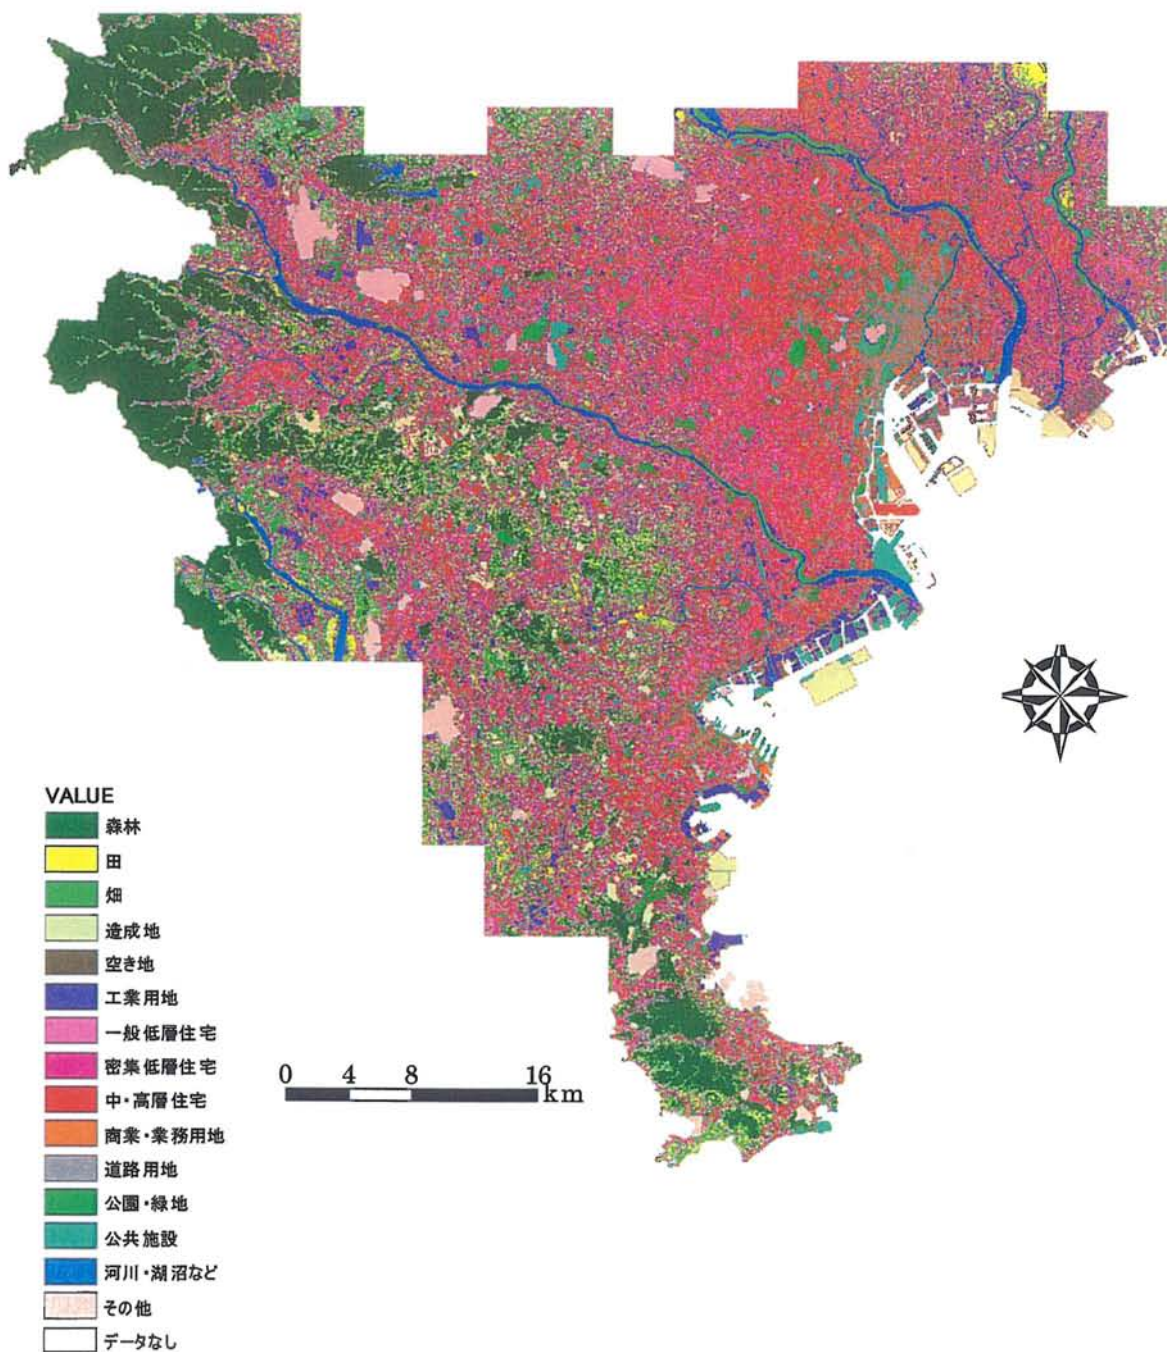 VALUE
森林
田
畑
造成地
空き地
工業用地
一般低層住宅
密集低層住宅
中・高層住宅
商業・業務用地
道路用地
公園・緑地
公共施設
河川・湖沼など
その他
データなし
0 4 8 16
km